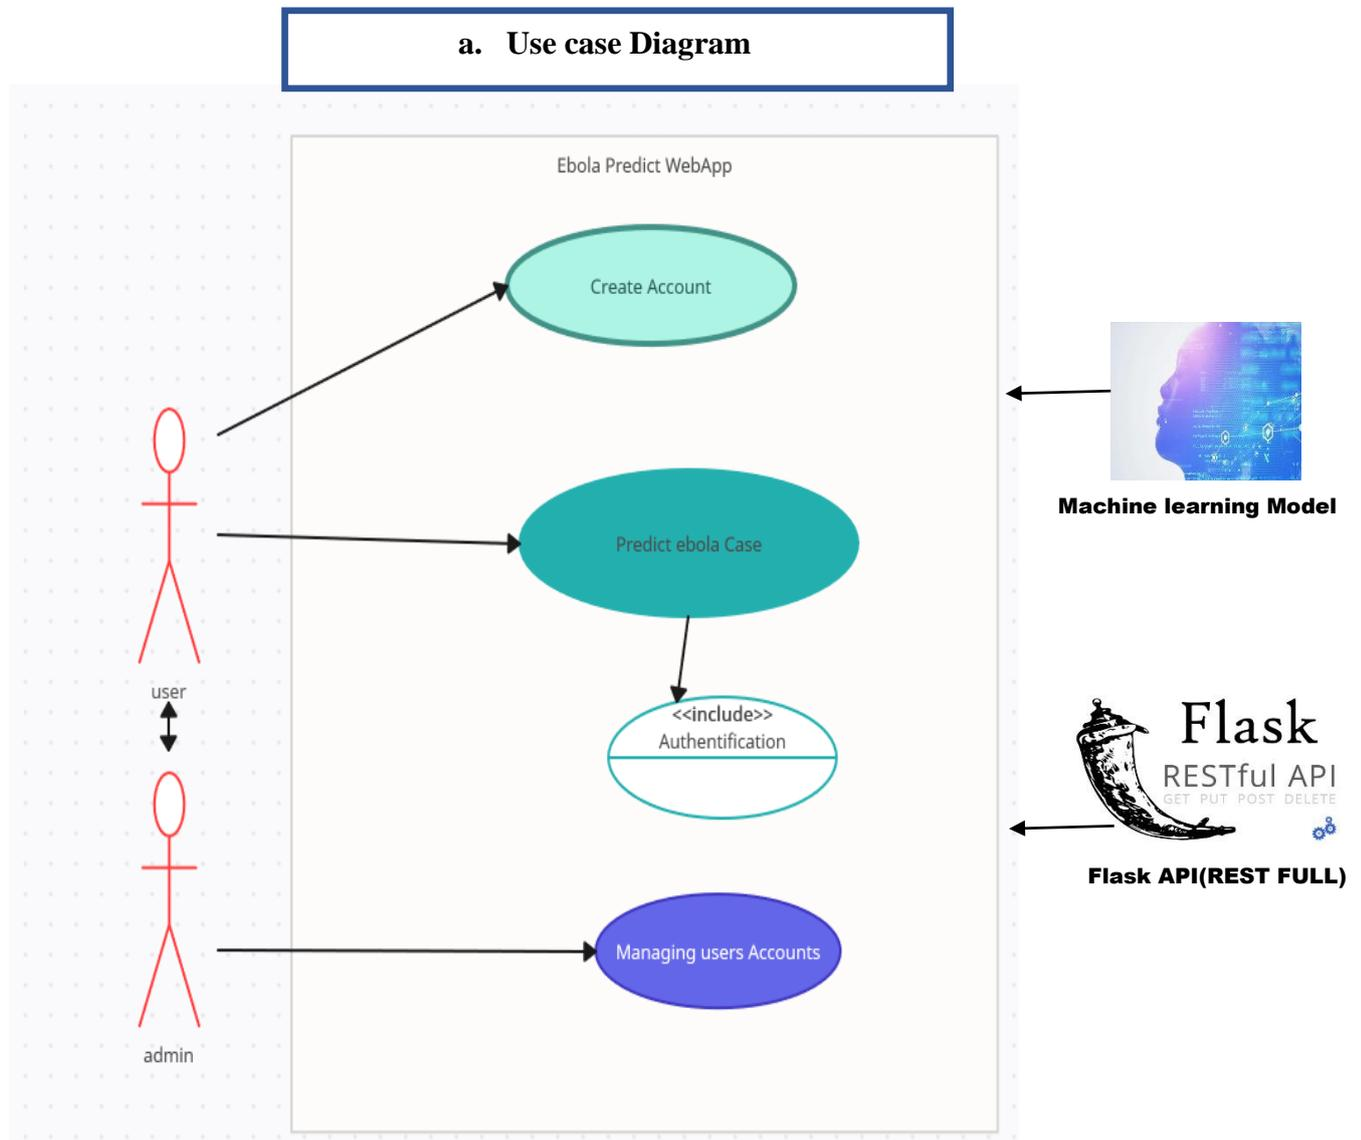 a. Use case Diagram
Ebola Predict WebApp
Create Account
Predict ebola Case
<<include>>
Authentification
Managing users Accounts
user
admin
Machine learning Model
Flask
RESTful API
GET PUT POST DELETE
Flask API(REST FULL)